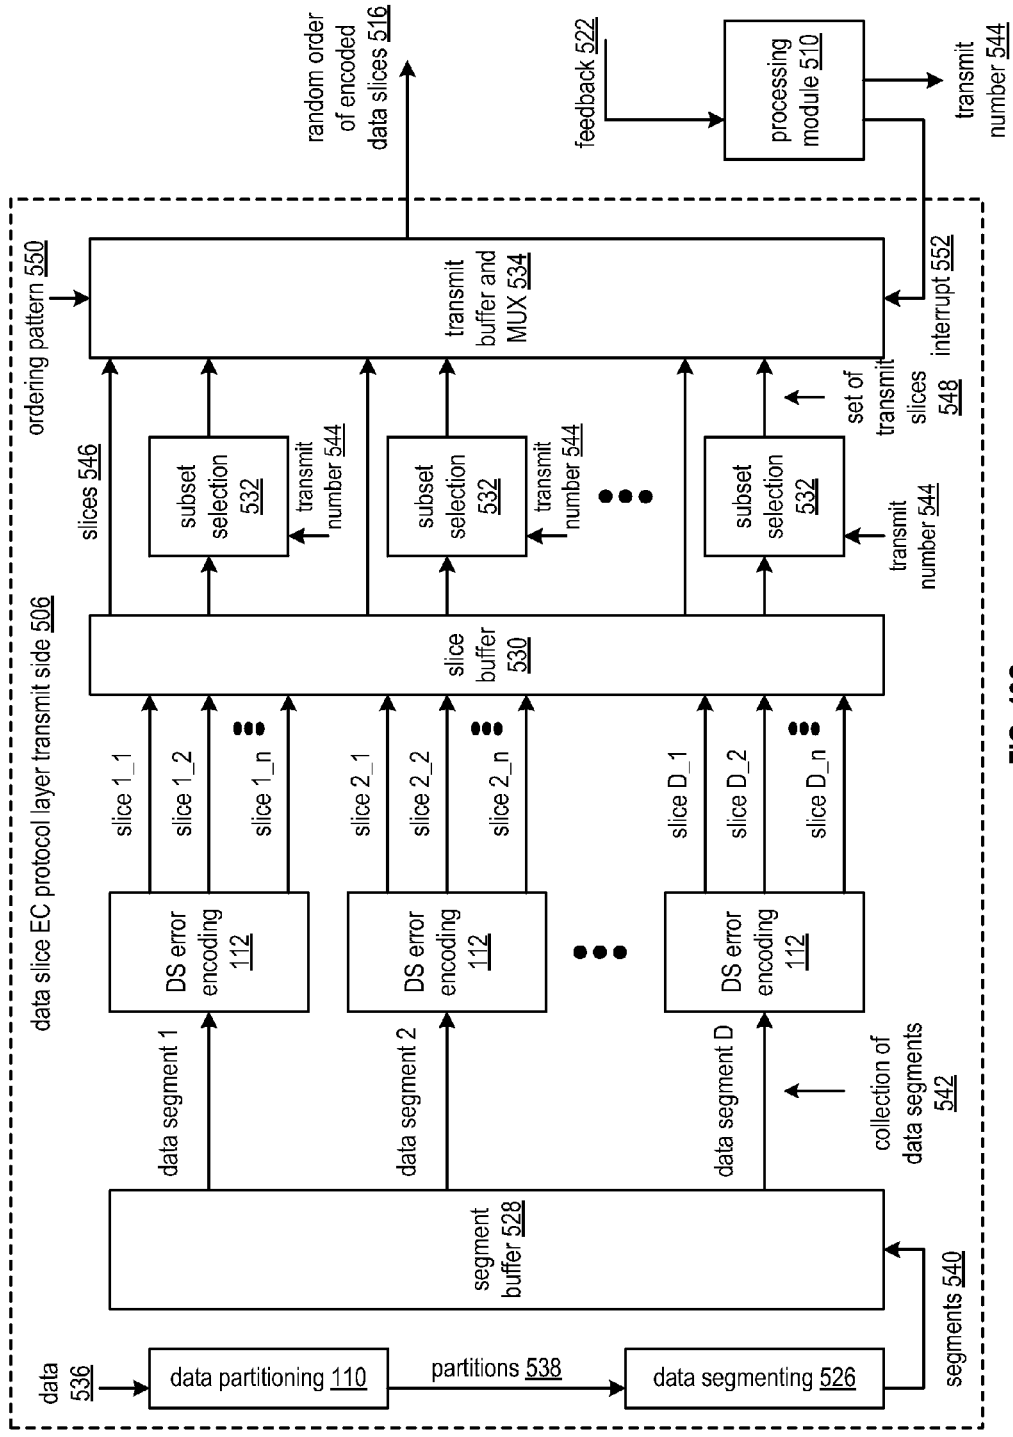 data slice EC protocol layer transmit side 506
data
536
data partitioning 110
partitions 538
data segmenting 526
segments 540
segment
buffer 528
data segment 1
data segment 2
data segment D
collection of
data segments
542
DS error
encoding
112
DS error
encoding
112
DS error
encoding
112
slice 1_1
slice 1_2
slice 1_n
slice 2_1
slice 2_2
slice 2_n
slice D_1
slice D_2
slice D_n
slice
buffer
530
slices 546
subset
selection
532
transmit
number 544
subset
selection
532
transmit
number 544
subset
selection
532
transmit
number 544
set of
transmit
slices
548
ordering pattern 550
transmit
buffer and
MUX 534
interrupt 552
random order
of encoded
data slices 516
feedback 522
processing
module 510
transmit
number 544